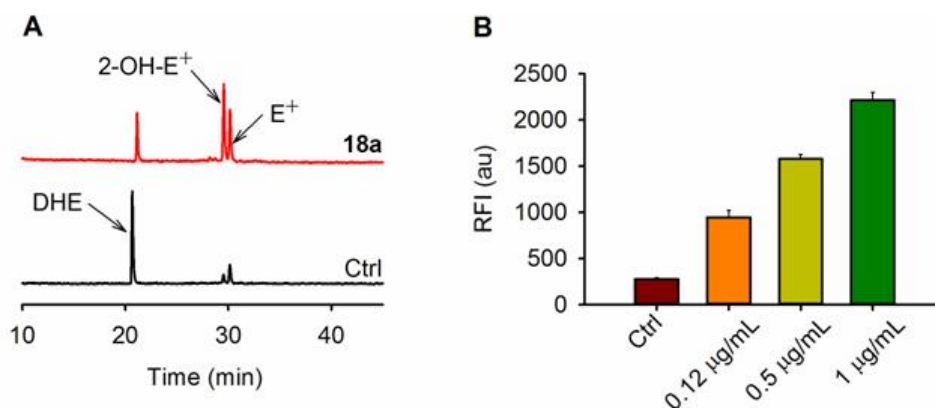 A
2-OH-E+
E+
18a
DHE
Ctrl
10 20 30 40
Time (min)
B
2500
2000
1500
1000
500
0
RFI (au)
Ctrl
0.12 µg/mL
0.5 µg/mL
1 µg/mL